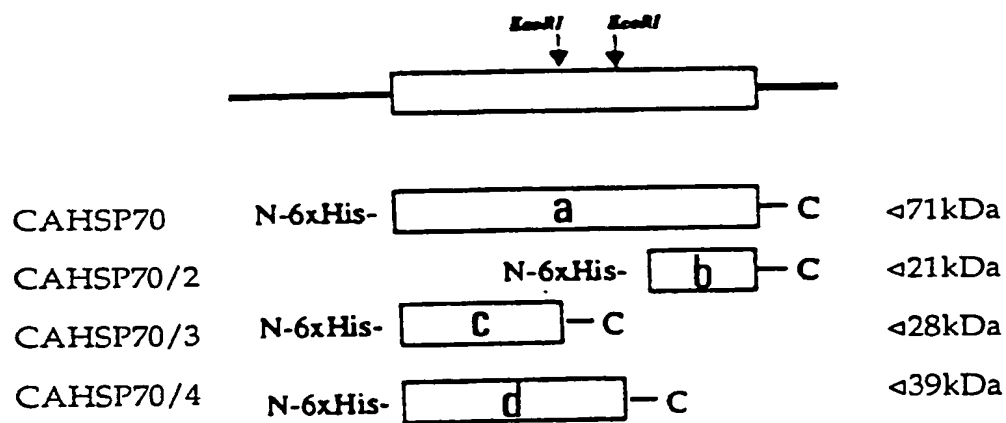 EcoRI EcoRI
CAHSP70 N-6xHis- a C ⊲71kDa
CAHSP70/2 N-6xHis- b C ⊲21kDa
CAHSP70/3 N-6xHis- c C ⊲28kDa
CAHSP70/4 N-6xHis- d C ⊲39kDa